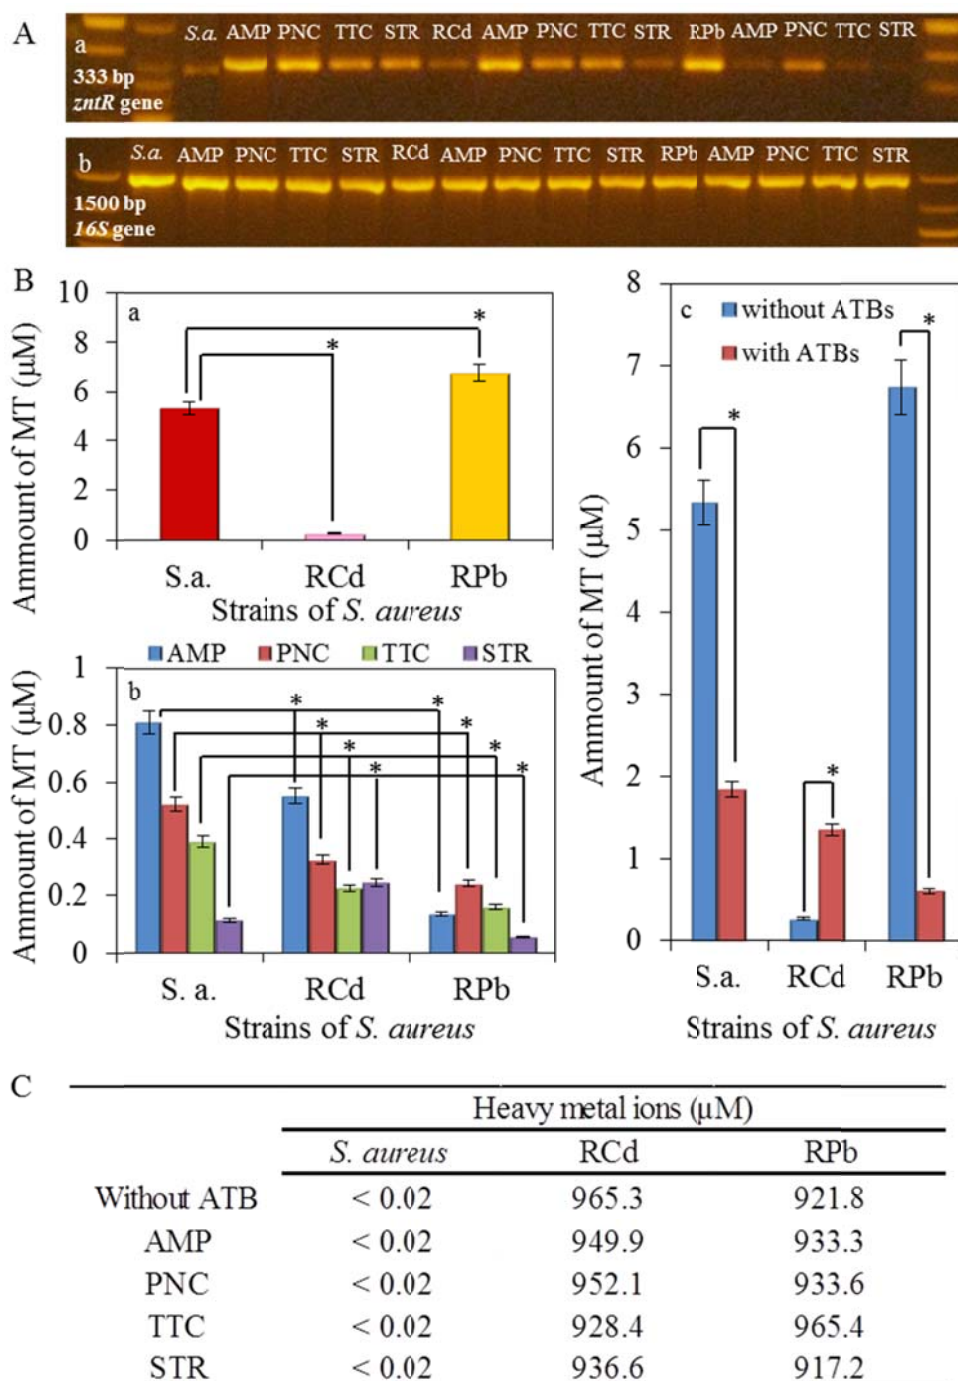 A
a
S.a. AMP PNC TTC STR RCd AMP PNC TTC STR RPb AMP PNC TTC STR
333 bp
zntR gene
b
S.a. AMP PNC TTC STR RCd AMP PNC TTC STR RPb AMP PNC TTC STR
1500 bp
16S gene
B
a
Ammount of MT (µM)
10
8
6
4
2
0
* *
S.a. RCd RPb
Strains of S. aureus
AMP PNC TTC STR
b
Ammount of MT (µM)
1
0.8
0.6
0.4
0.2
0
* * * * * * * *
S. a. RCd RPb
Strains of S. aureus
c
without ATBs
with ATBs
Ammount of MT (µM)
8
7
6
5
4
3
2
1
0
* * *
S.a. RCd RPb
Strains of S. aureus
C
Heavy metal ions (µM)
S. aureus RCd RPb
Without ATB < 0.02 965.3 921.8
AMP < 0.02 949.9 933.3
PNC < 0.02 952.1 933.6
TTC < 0.02 928.4 965.4
STR < 0.02 936.6 917.2